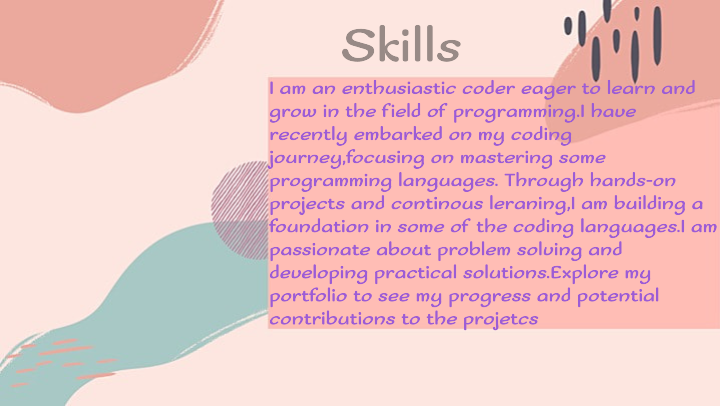 Skills
I am an enthusiastic coder eager to learn and
grow in the field of programming.I have
recently embarked on my coding
journey,focusing on mastering some
programming languages. Through hands-on
projects and continous leraning,I am building a
foundation in some of the coding languages.I am
passionate about problem solving and
developing practical solutions.Explore my
portfolio to see my progress and potential
contributions to the projetcs